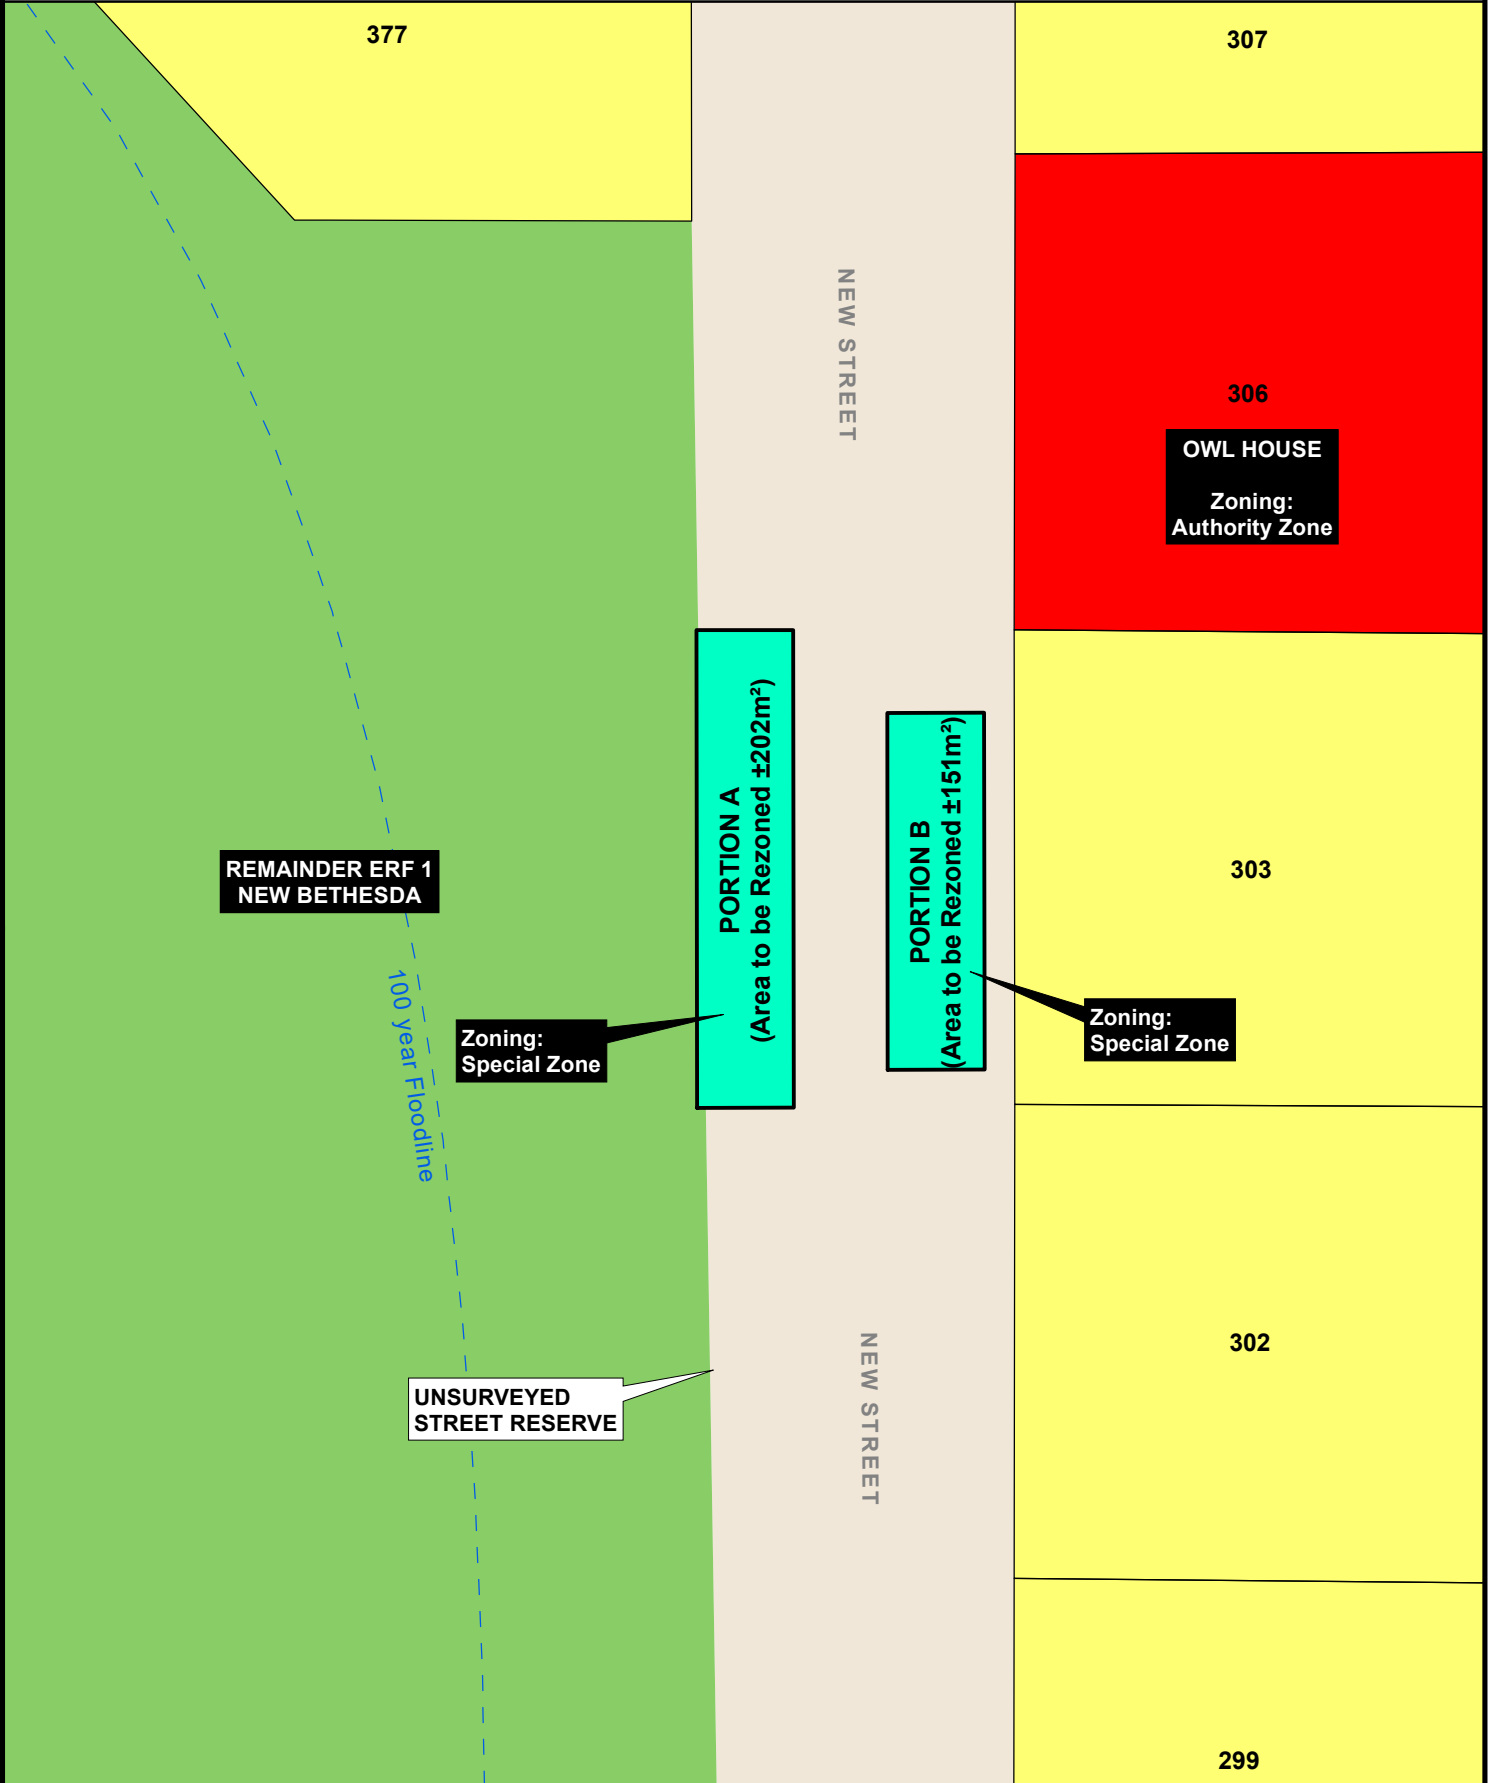 377
307
NEW STREET
306
OWL HOUSE
Zoning:
Authority Zone
PORTION A
(Area to be Rezoned ±202m²)
PORTION B
(Area to be Rezoned ±151m²)
REMAINDER ERF 1
NEW BETHESDA
303
100 year Floodline
Zoning:
Special Zone
Zoning:
Special Zone
302
UNSURVEYED
STREET RESERVE
NEW STREET
299